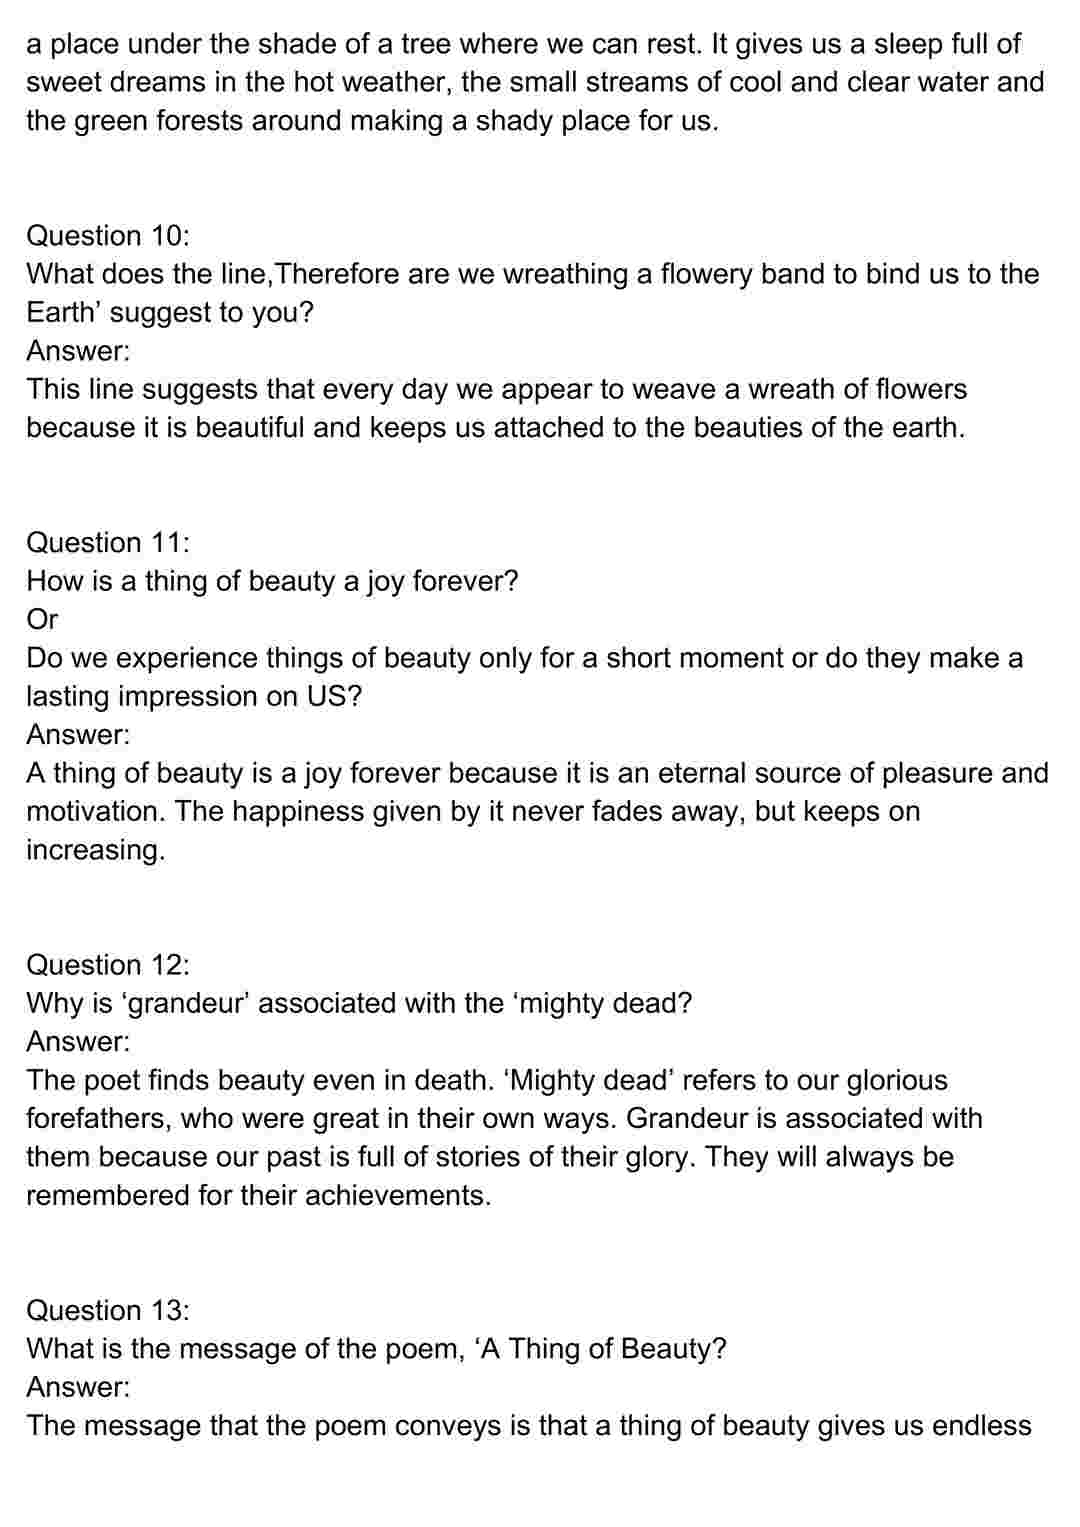 a place under the shade of a tree where we can rest. It gives us a sleep full of
sweet dreams in the hot weather, the small streams of cool and clear water and
the green forests around making a shady place for us.
Question 10:
What does the line,Therefore are we wreathing a flowery band to bind us to the
Earth’ suggest to you?
Answer:
This line suggests that every day we appear to weave a wreath of flowers
because it is beautiful and keeps us attached to the beauties of the earth.
Question 11:
How is a thing of beauty a joy forever?
Or
Do we experience things of beauty only for a short moment or do they make a
lasting impression on US?
Answer:
A thing of beauty is a joy forever because it is an eternal source of pleasure and
motivation. The happiness given by it never fades away, but keeps on
increasing.
Question 12:
Why is ‘grandeur’ associated with the ‘mighty dead?
Answer:
The poet finds beauty even in death. ‘Mighty dead’ refers to our glorious
forefathers, who were great in their own ways. Grandeur is associated with
them because our past is full of stories of their glory. They will always be
remembered for their achievements.
Question 13:
What is the message of the poem, ‘A Thing of Beauty?
Answer:
The message that the poem conveys is that a thing of beauty gives us endless